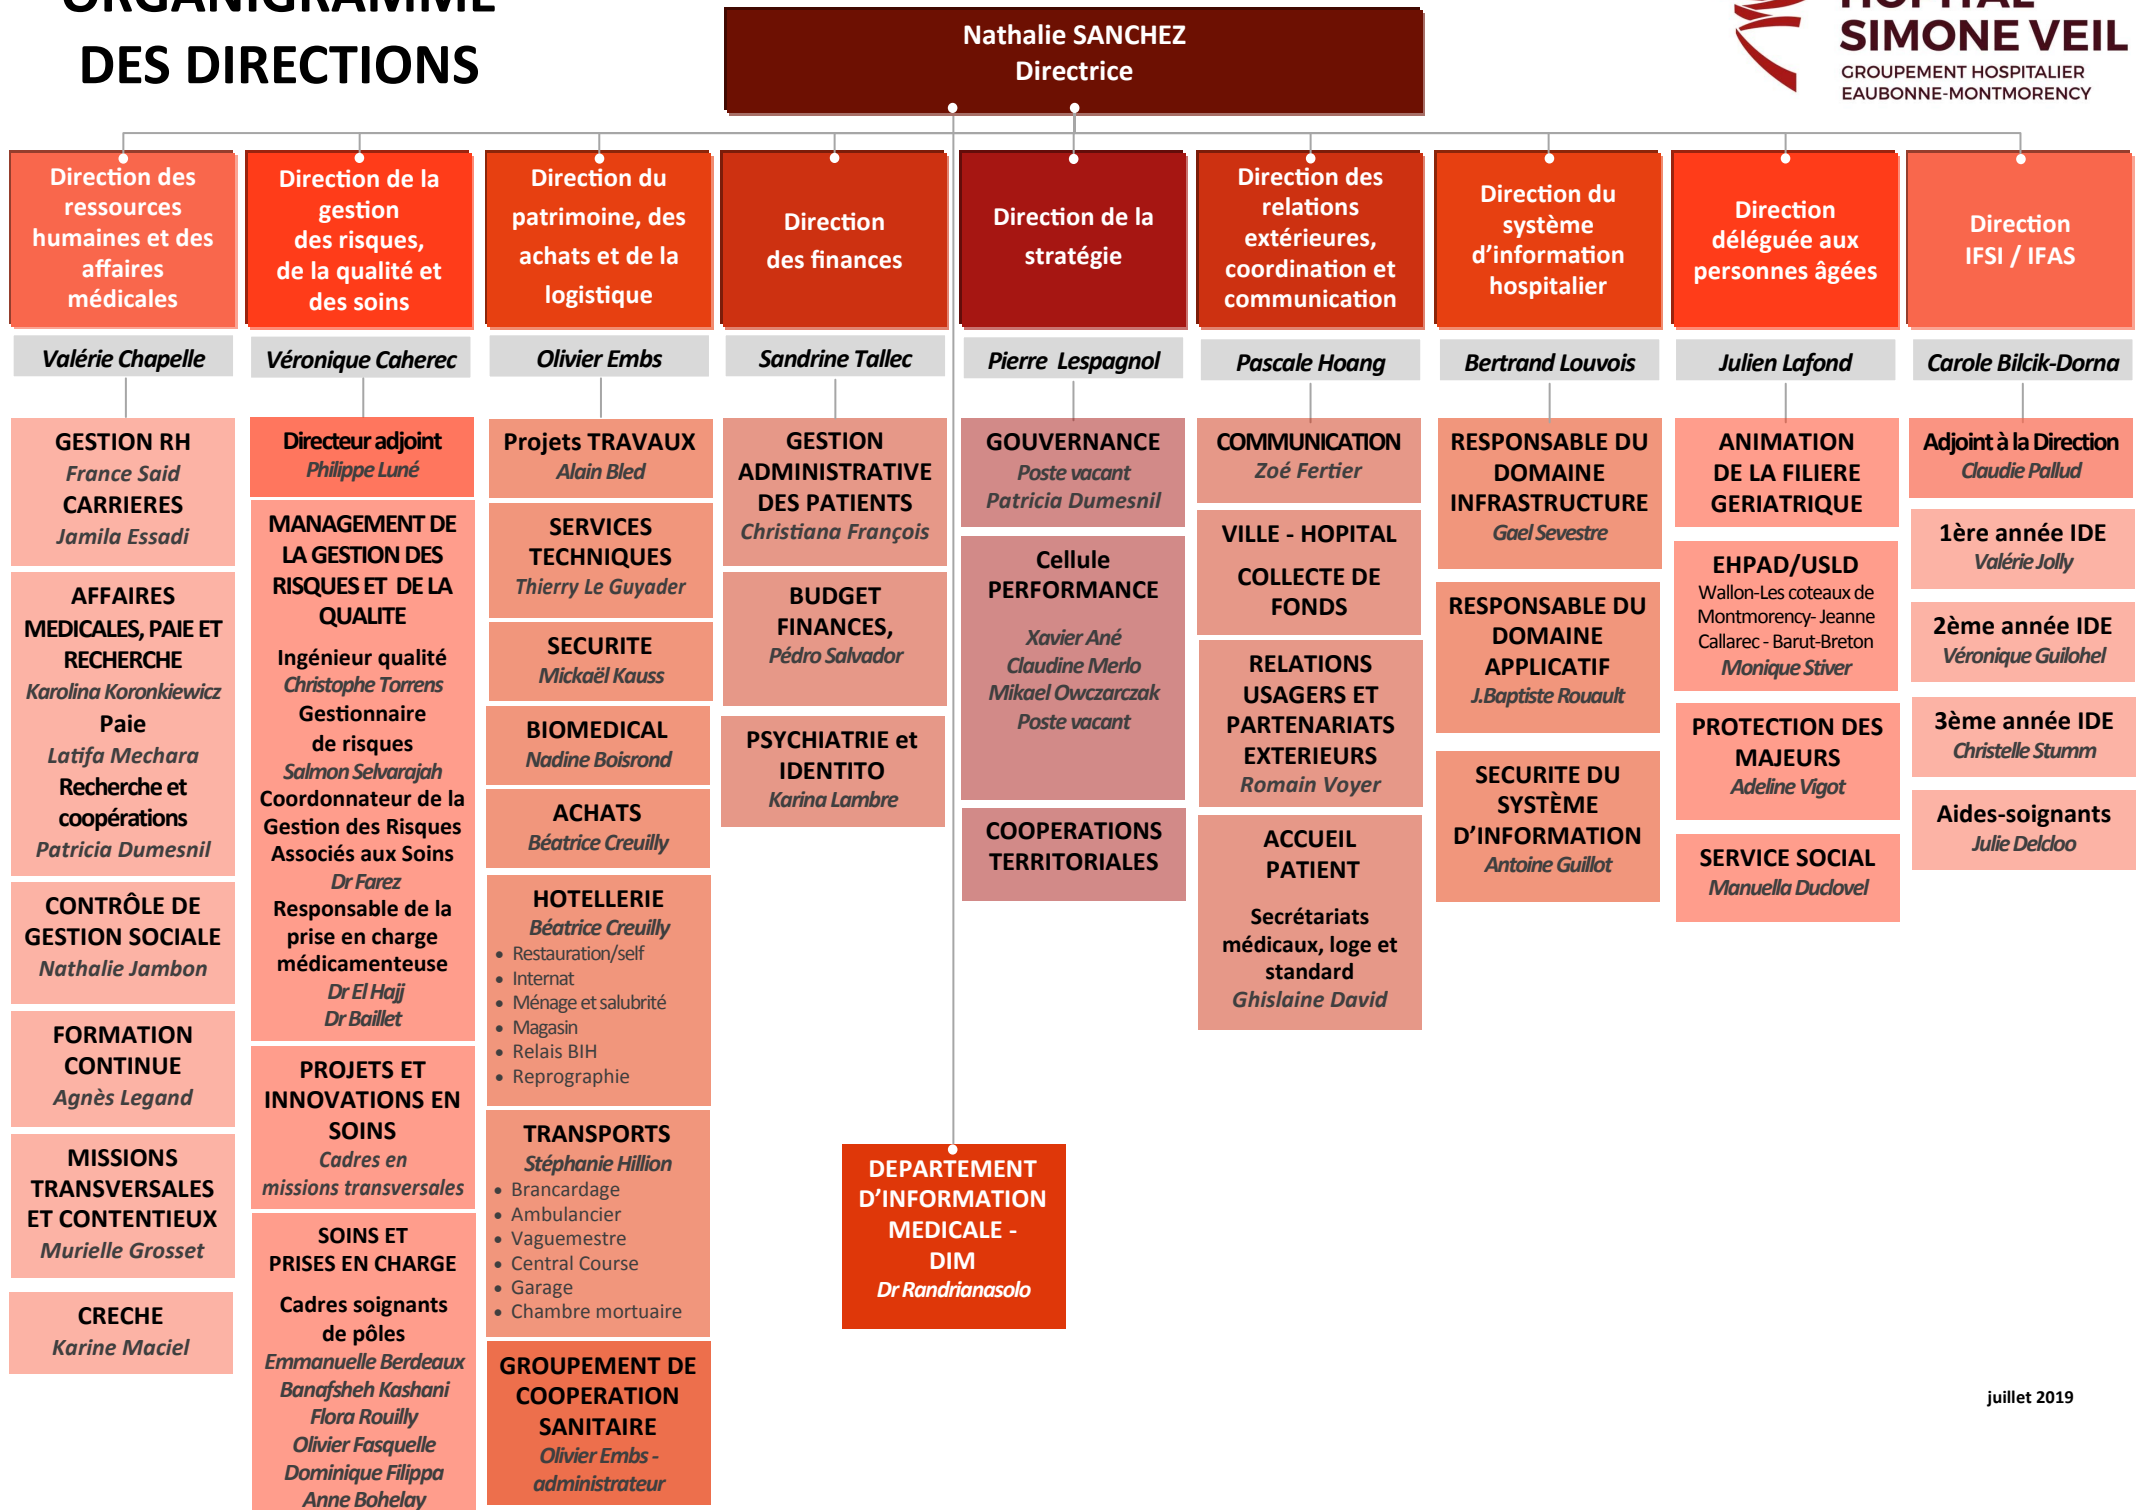 ORGANIGRAMME
DES DIRECTIONS
Nathalie SANCHEZ
Directrice
HOPITAL
SIMONE VEIL
GROUPEMENT HOSPITALIER
EAUBONNE-MONTMORENCY
Direction des
ressources
humaines et des
affaires
médicales
Valérie Chapelle
GESTION RH
France Said
CARRIERES
Jamila Essadi
AFFAIRES
MEDICALES, PAIE ET
RECHERCHE
Karolina Koronkiewicz
Paie
Latifa Mechara
Recherche et
coopérations
Patricia Dumesnil
CONTRÔLE DE
GESTION SOCIALE
Nathalie Jambon
FORMATION
CONTINUE
Agnès Legand
MISSIONS
TRANSVERSALES
ET CONTENTIEUX
Murielle Grosset
CRECHE
Karine Maciel
Direction de la
gestion
des risques,
de la qualité et
des soins
Véronique Caherec
Directeur adjoint
Philippe Luné
MANAGEMENT DE
LA GESTION DES
RISQUES ET DE LA
QUALITE
Ingénieur qualité
Christophe Torrens
Gestionnaire
de risques
Salmon Selvarajah
Coordonnateur de la
Gestion des Risques
Associés aux Soins
Dr Farez
Responsable de la
prise en charge
médicamenteuse
Dr El Hajj
Dr Baillet
PROJETS ET
INNOVATIONS EN
SOINS
Cadres en
missions transversales
SOINS ET
PRISES EN CHARGE
Cadres soignants
de pôles
Emmanuelle Berdeaux
Banafsheh Kashani
Flora Rouilly
Olivier Fasquelle
Dominique Filippa
Anne Bohelay
Direction du
patrimoine, des
achats et de la
logistique
Olivier Embs
Projets TRAVAUX
Alain Bled
SERVICES
TECHNIQUES
Thierry Le Guyader
SECURITE
Mickaël Kauss
BIOMEDICAL
Nadine Boisrond
ACHATS
Béatrice Creuilly
HOTELLERIE
Béatrice Creuilly
• Restauration/self
• Internat
• Ménage et salubrité
• Magasin
• Relais BIH
• Reprographie
TRANSPORTS
Stéphanie Hillion
• Brancardage
• Ambulancier
• Vaguemestre
• Central Course
• Garage
• Chambre mortuaire
GROUPEMENT DE
COOPERATION
SANITAIRE
Olivier Embs -
administrateur
Direction
des finances
Sandrine Tallec
GESTION
ADMINISTRATIVE
DES PATIENTS
Christiana François
BUDGET
FINANCES,
Pédro Salvador
PSYCHIATRIE et
IDENTITO
Karina Lambre
Direction de la
stratégie
Pierre Lespagnol
GOUVERNANCE
Poste vacant
Patricia Dumesnil
Cellule
PERFORMANCE
Xavier Ané
Claudine Merlo
Mikael Owczarczak
Poste vacant
COOPERATIONS
TERRITORIALES
DEPARTEMENT
D'INFORMATION
MEDICALE -
DIM
Dr Randrianasolo
Direction des
relations
extérieures,
coordination et
communication
Pascale Hoang
COMMUNICATION
Zoé Fertier
VILLE - HOPITAL
COLLECTE DE
FONDS
RELATIONS
USAGERS ET
PARTENARIATS
EXTERIEURS
Romain Voyer
ACCUEIL
PATIENT
Secrétariats
médicaux, loge et
standard
Ghislaine David
Direction du
système
d'information
hospitalier
Bertrand Louvois
RESPONSABLE DU
DOMAINE
INFRASTRUCTURE
Gael Sevestre
RESPONSABLE DU
DOMAINE
APPLICATIF
J.Baptiste Rouault
SECURITE DU
SYSTÈME
D'INFORMATION
Antoine Guillot
Direction
déléguée aux
personnes âgées
Julien Lafond
ANIMATION
DE LA FILIERE
GERIATRIQUE
EHPAD/USLD
Wallon-Les coteaux de
Montmorency- Jeanne
Callarec - Barut-Breton
Monique Stiver
PROTECTION DES
MAJEURS
Adeline Vigot
SERVICE SOCIAL
Manuella Duclovel
Direction
IFSI / IFAS
Carole Bilcik-Dorna
Adjoint à la Direction
Claudie Pallud
1ère année IDE
Valérie Jolly
2ème année IDE
Véronique Guilohel
3ème année IDE
Christelle Stumm
Aides-soignants
Julie Delcloo
juillet 2019